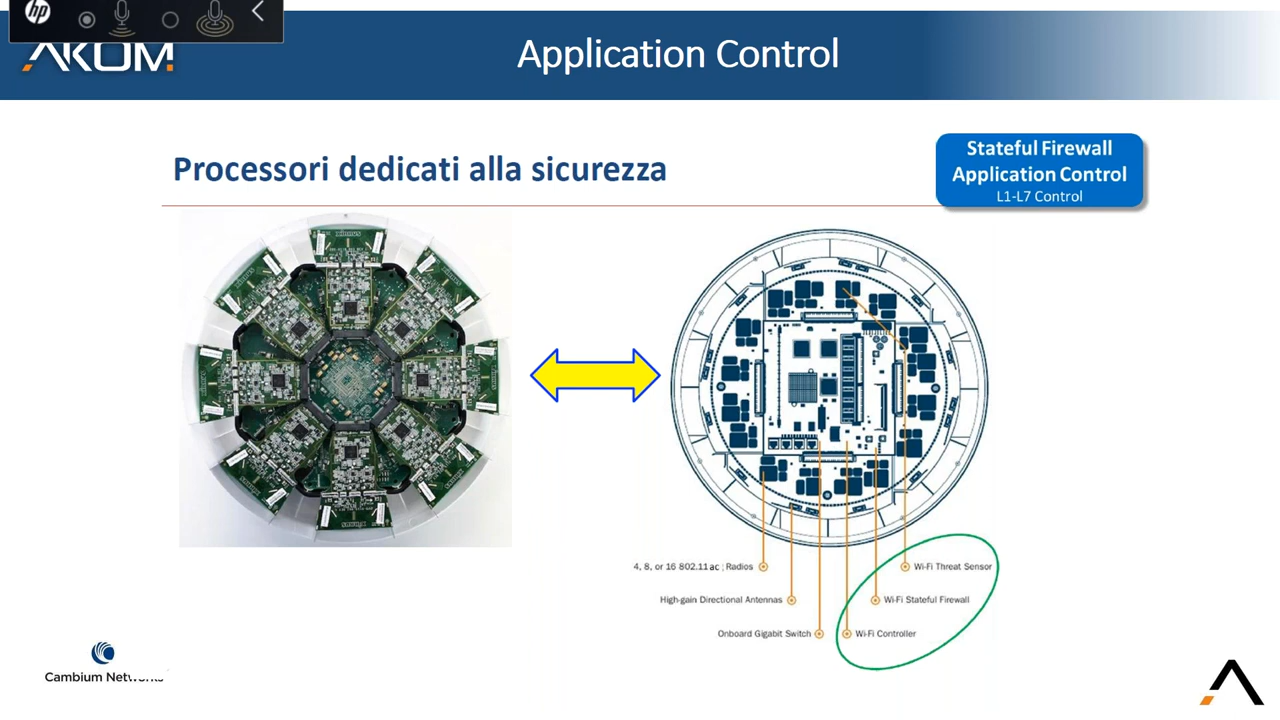 hp
AKOM
Application Control
Processori dedicati alla sicurezza
Stateful Firewall
Application Control
L1-L7 Control
4, 8, or 16 802.11ac ; Radios
Wi-Fi Threat Sensor
High-gain Directional Antennas
Wi-Fi Stateful Firewall
Onboard Gigabit Switch
Wi-Fi Controller
Cambium Networks